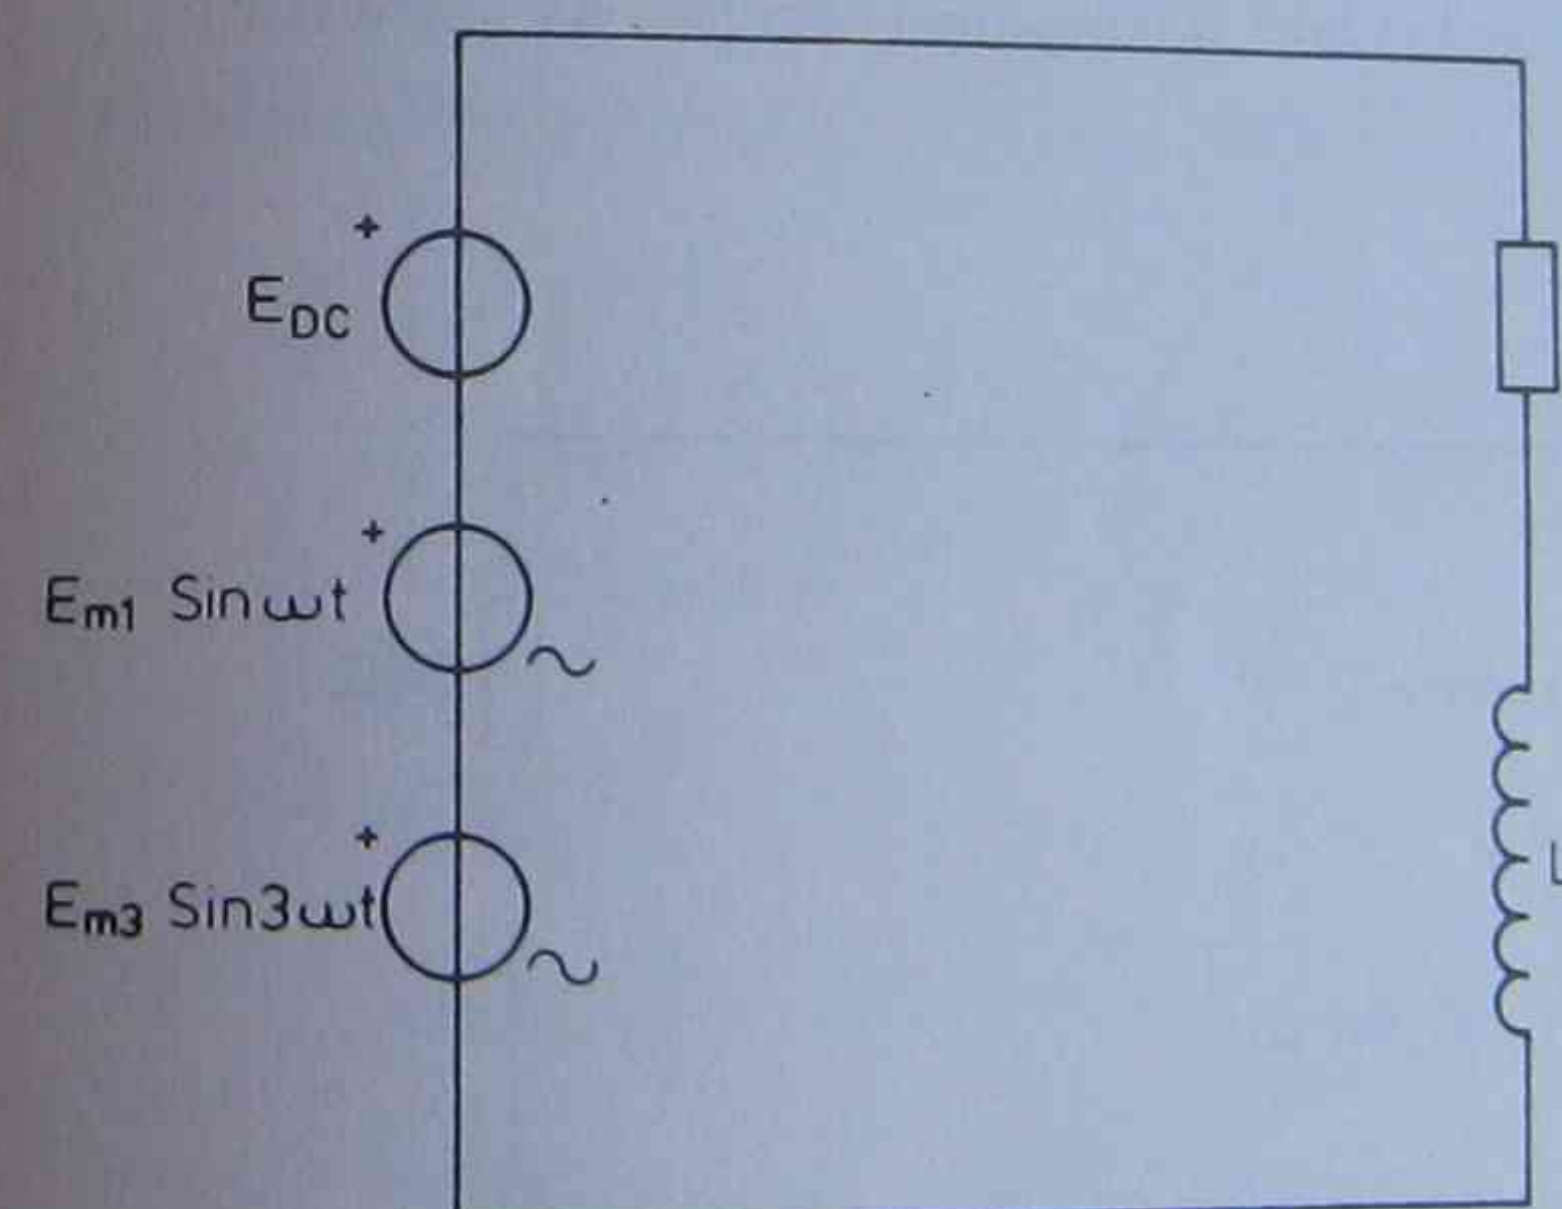 +
E_DC
+
E_m1 Sin ωt
~
+
E_m3 Sin3ωt
~
L